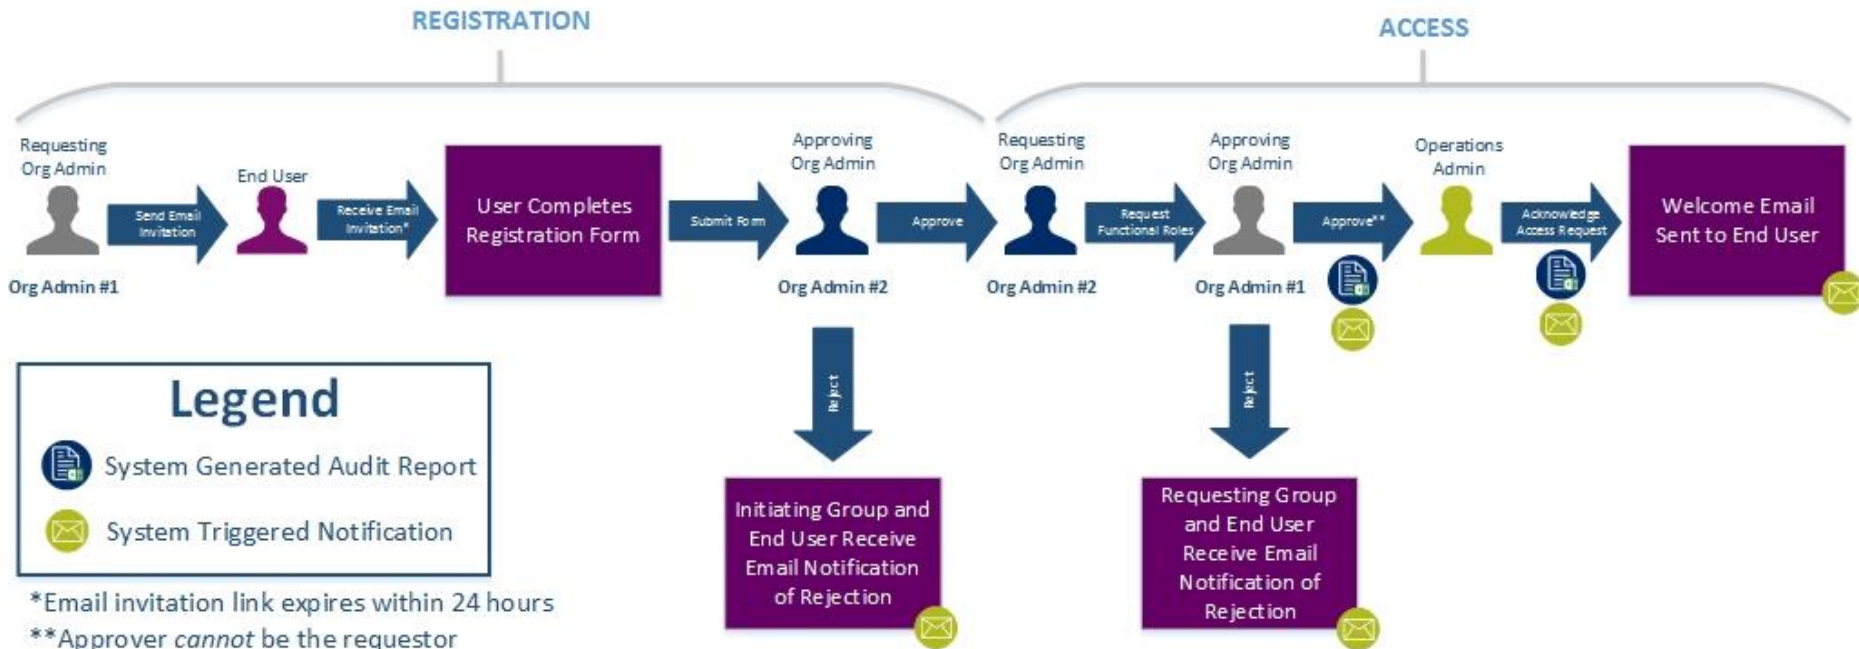 REGISTRATION
ACCESS
Requesting
Org Admin
Org Admin #1
Send Email
Invitation
End User
Receive Email
Invitation*
User Completes
Registration Form
Submit Form
Approving
Org Admin
Org Admin #2
Approve
Requesting
Org Admin
Org Admin #2
Request
Functional Roles
Approving
Org Admin
Org Admin #1
Approve**
Operations
Admin
Acknowledge
Access Request
Welcome Email
Sent to End User
Reject
Reject
Initiating Group and
End User Receive
Email Notification
of Rejection
Requesting Group
and End User
Receive Email
Notification of
Rejection
Legend
System Generated Audit Report
System Triggered Notification
*Email invitation link expires within 24 hours
**Approver cannot be the requestor